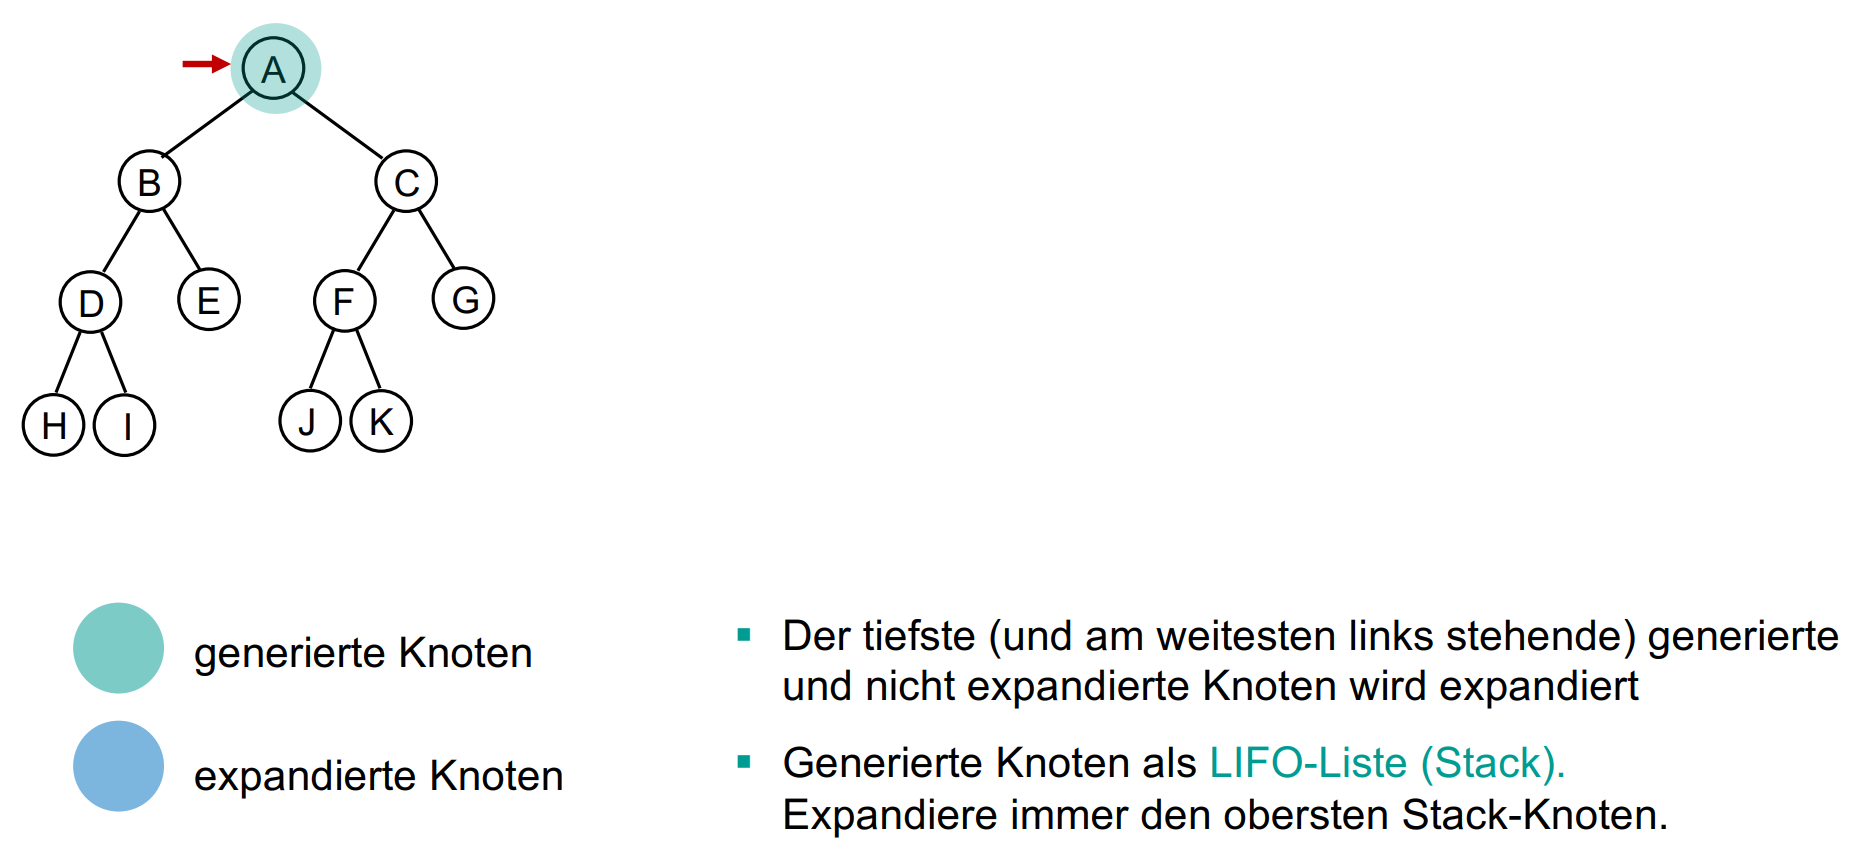 A
B
C
D
E
F
G
H
I
J
K
generierte Knoten
expandierte Knoten
Der tiefste (und am weitesten links stehende) generierte
und nicht expandierte Knoten wird expandiert
Generierte Knoten als LIFO-Liste (Stack).
Expandiere immer den obersten Stack-Knoten.